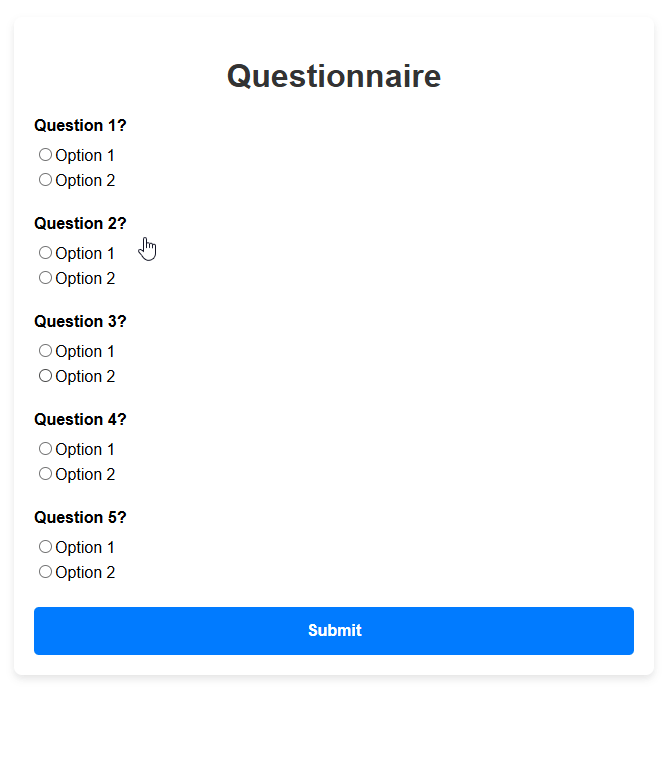 Questionnaire
Question 1?
Option 1
Option 2
Question 2?
Option 1
Option 2
Question 3?
Option 1
Option 2
Question 4?
Option 1
Option 2
Question 5?
Option 1
Option 2
Submit